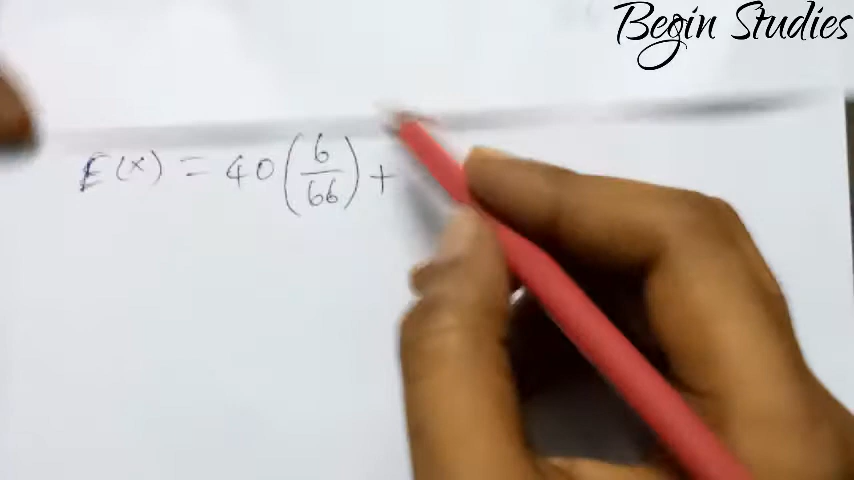 Begin Studies
E(x) = 40(6/66) +